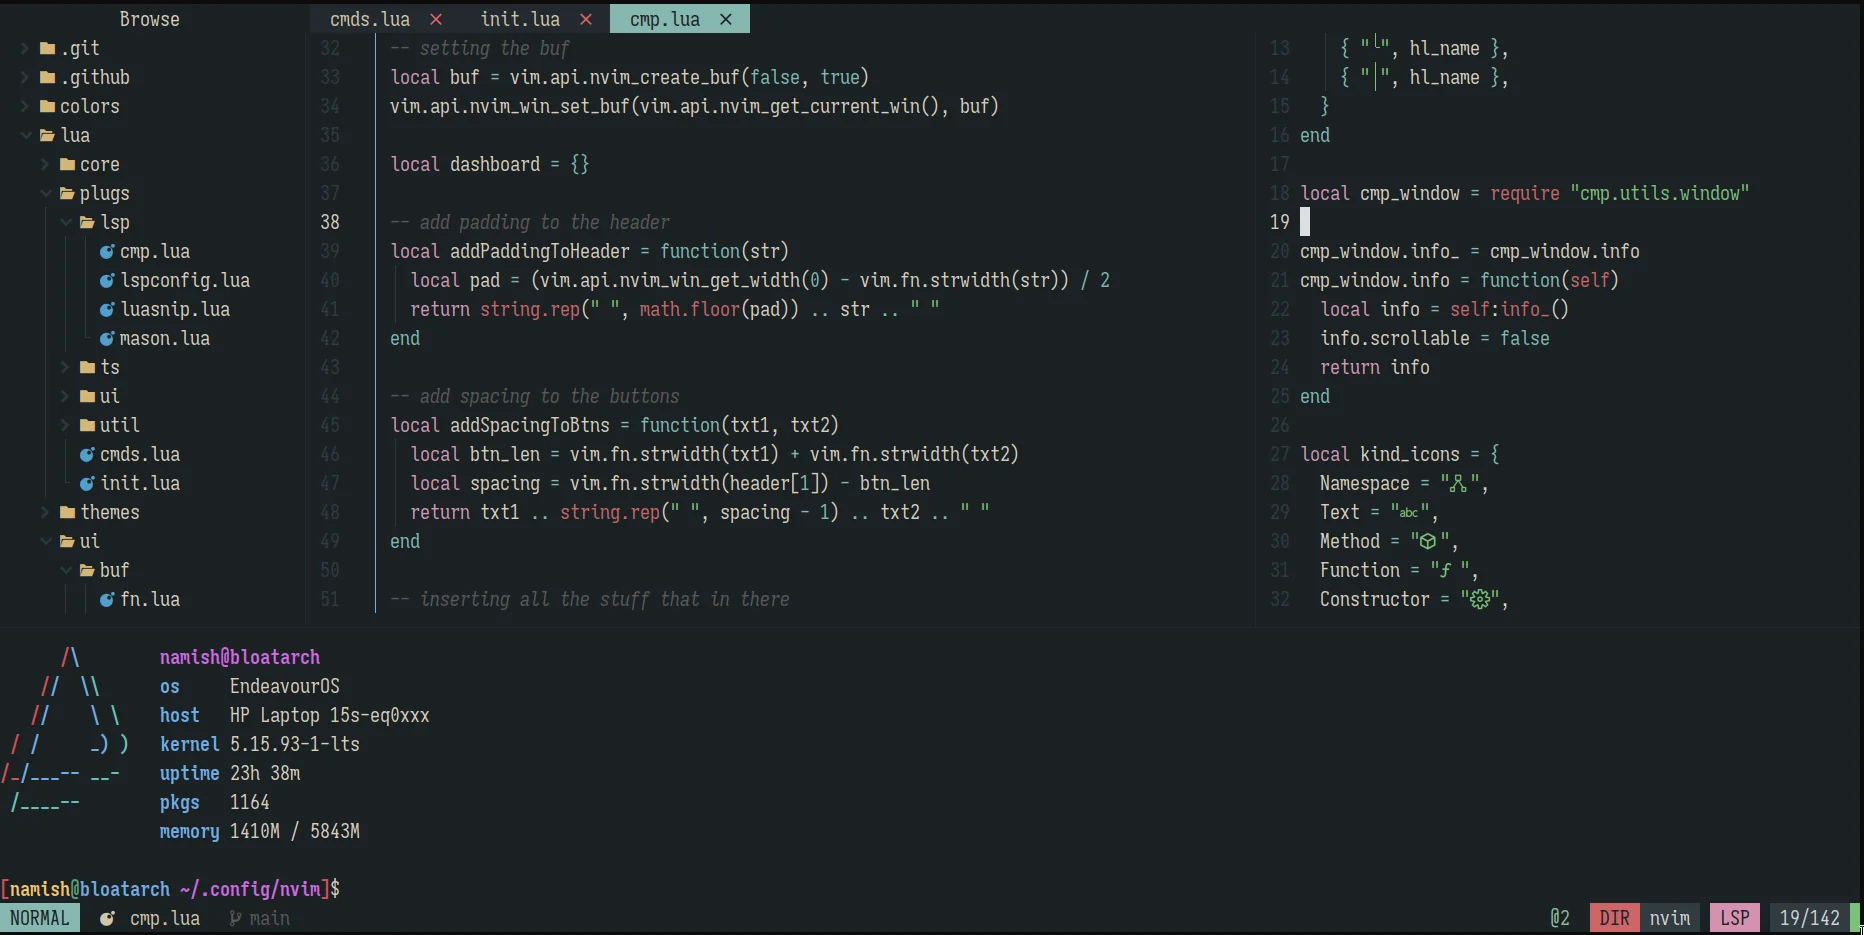 Browse
cmds.lua ✕ init.lua ✕ cmp.lua ✕
.git
.github
colors
lua
core
plugs
lsp
cmp.lua
lspconfig.lua
luasnip.lua
mason.lua
ts
ui
util
cmds.lua
init.lua
themes
ui
buf
fn.lua
32 -- setting the buf
33 local buf = vim.api.nvim_create_buf(false, true)
34 vim.api.nvim_win_set_buf(vim.api.nvim_get_current_win(), buf)
35
36 local dashboard = {}
37
38 -- add padding to the header
39 local addPaddingToHeader = function(str)
40 local pad = (vim.api.nvim_win_get_width(0) - vim.fn.strwidth(str)) / 2
41 return string.rep(" ", math.floor(pad)) .. str .. " "
42 end
43
44 -- add spacing to the buttons
45 local addSpacingToBtns = function(txt1, txt2)
46 local btn_len = vim.fn.strwidth(txt1) + vim.fn.strwidth(txt2)
47 local spacing = vim.fn.strwidth(header[1]) - btn_len
48 return txt1 .. string.rep(" ", spacing - 1) .. txt2 .. " "
49 end
50
51 -- inserting all the stuff that in there
13 { "╰", hl_name },
14 { "│", hl_name },
15 }
16 end
17
18 local cmp_window = require "cmp.utils.window"
19
20 cmp_window.info_ = cmp_window.info
21 cmp_window.info = function(self)
22 local info = self:info_()
23 info.scrollable = false
24 return info
25 end
26
27 local kind_icons = {
28 Namespace = "",
29 Text = "abc",
30 Method = "",
31 Function = "ƒ ",
32 Constructor = "",
namish@bloatarch
os EndeavourOS
host HP Laptop 15s-eq0xxx
kernel 5.15.93-1-lts
uptime 23h 38m
pkgs 1164
memory 1410M / 5843M
[namish@bloatarch ~/.config/nvim]$
NORMAL cmp.lua main @2 DIR nvim LSP 19/142